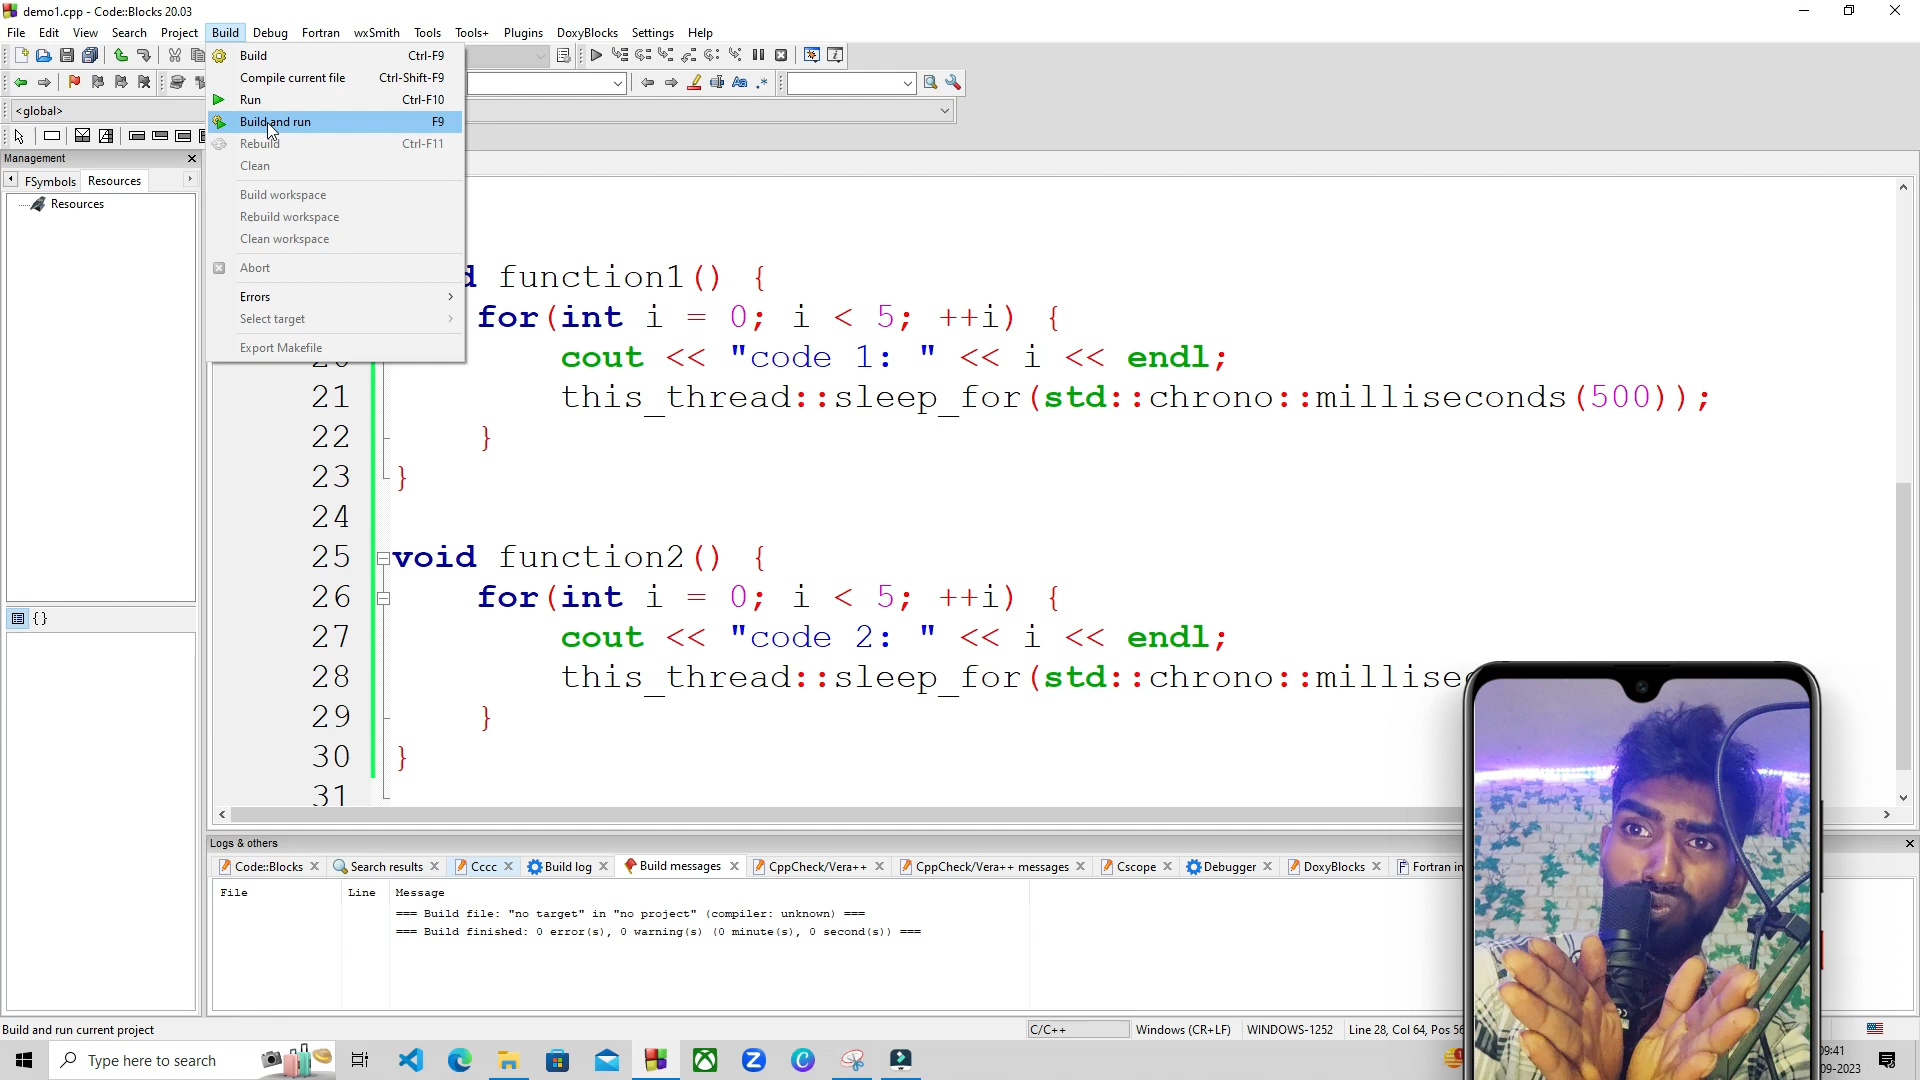 demo1.cpp - Code::Blocks 20.03
File Edit View Search Project Build Debug Fortran wxSmith Tools Tools+ Plugins DoxyBlocks Settings Help
Build Ctrl-F9
Compile current file Ctrl-Shift-F9
Run Ctrl-F10
<global>
Build and run F9
Rebuild Ctrl-F11
Clean
Management
FSymbols Resources
Resources
Build workspace
Rebuild workspace
Clean workspace
Abort
Errors
Select target
Export Makefile
d function1() {
for(int i = 0; i < 5; ++i) {
20 cout << "code 1: " << i << endl;
21 this_thread::sleep_for(std::chrono::milliseconds(500));
22 }
23 }
24
25 void function2() {
26 for(int i = 0; i < 5; ++i) {
27 cout << "code 2: " << i << endl;
28 this_thread::sleep_for(std::chrono::millisec
29 }
30 }
31
Logs & others
Code::Blocks Search results Cccc Build log Build messages CppCheck/Vera++ CppCheck/Vera++ messages Cscope Debugger DoxyBlocks Fortran in
File Line Message
=== Build file: "no target" in "no project" (compiler: unknown) ===
=== Build finished: 0 error(s), 0 warning(s) (0 minute(s), 0 second(s)) ===
Build and run current project C/C++ Windows (CR+LF) WINDOWS-1252 Line 28, Col 64, Pos 56
Type here to search
09:41
09-2023